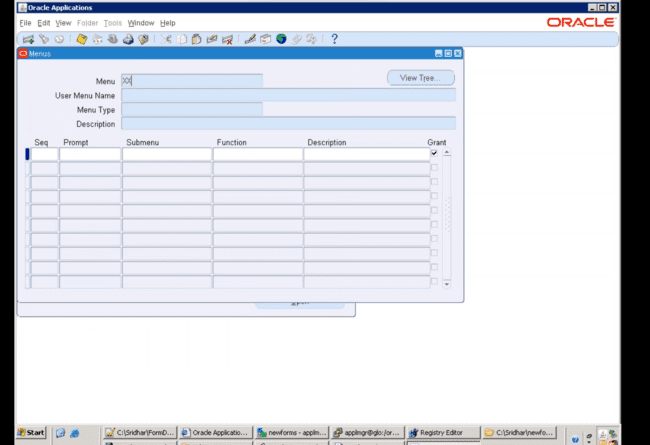 Oracle Applications
File Edit View Folder Tools Window Help
ORACLE
Menus
Menu XX
View Tree...
User Menu Name
Menu Type
Description
Seq Prompt Submenu Function Description Grant
Start C:\Sridhar\FormD... Oracle Applicatio... newforms - applm... applmgr@glo:/or... Registry Editor C:\Sridhar\newfo...